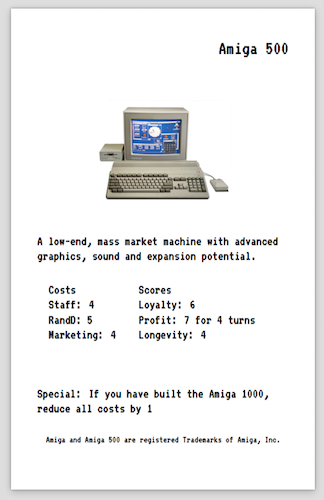 Amiga 500
A low-end, mass market machine with advanced
graphics, sound and expansion potential.
Costs Scores
Staff: 4 Loyalty: 6
RandD: 5 Profit: 7 for 4 turns
Marketing: 4 Longevity: 4
Special: If you have built the Amiga 1000,
reduce all costs by 1
Amiga and Amiga 500 are registered Trademarks of Amiga, Inc.